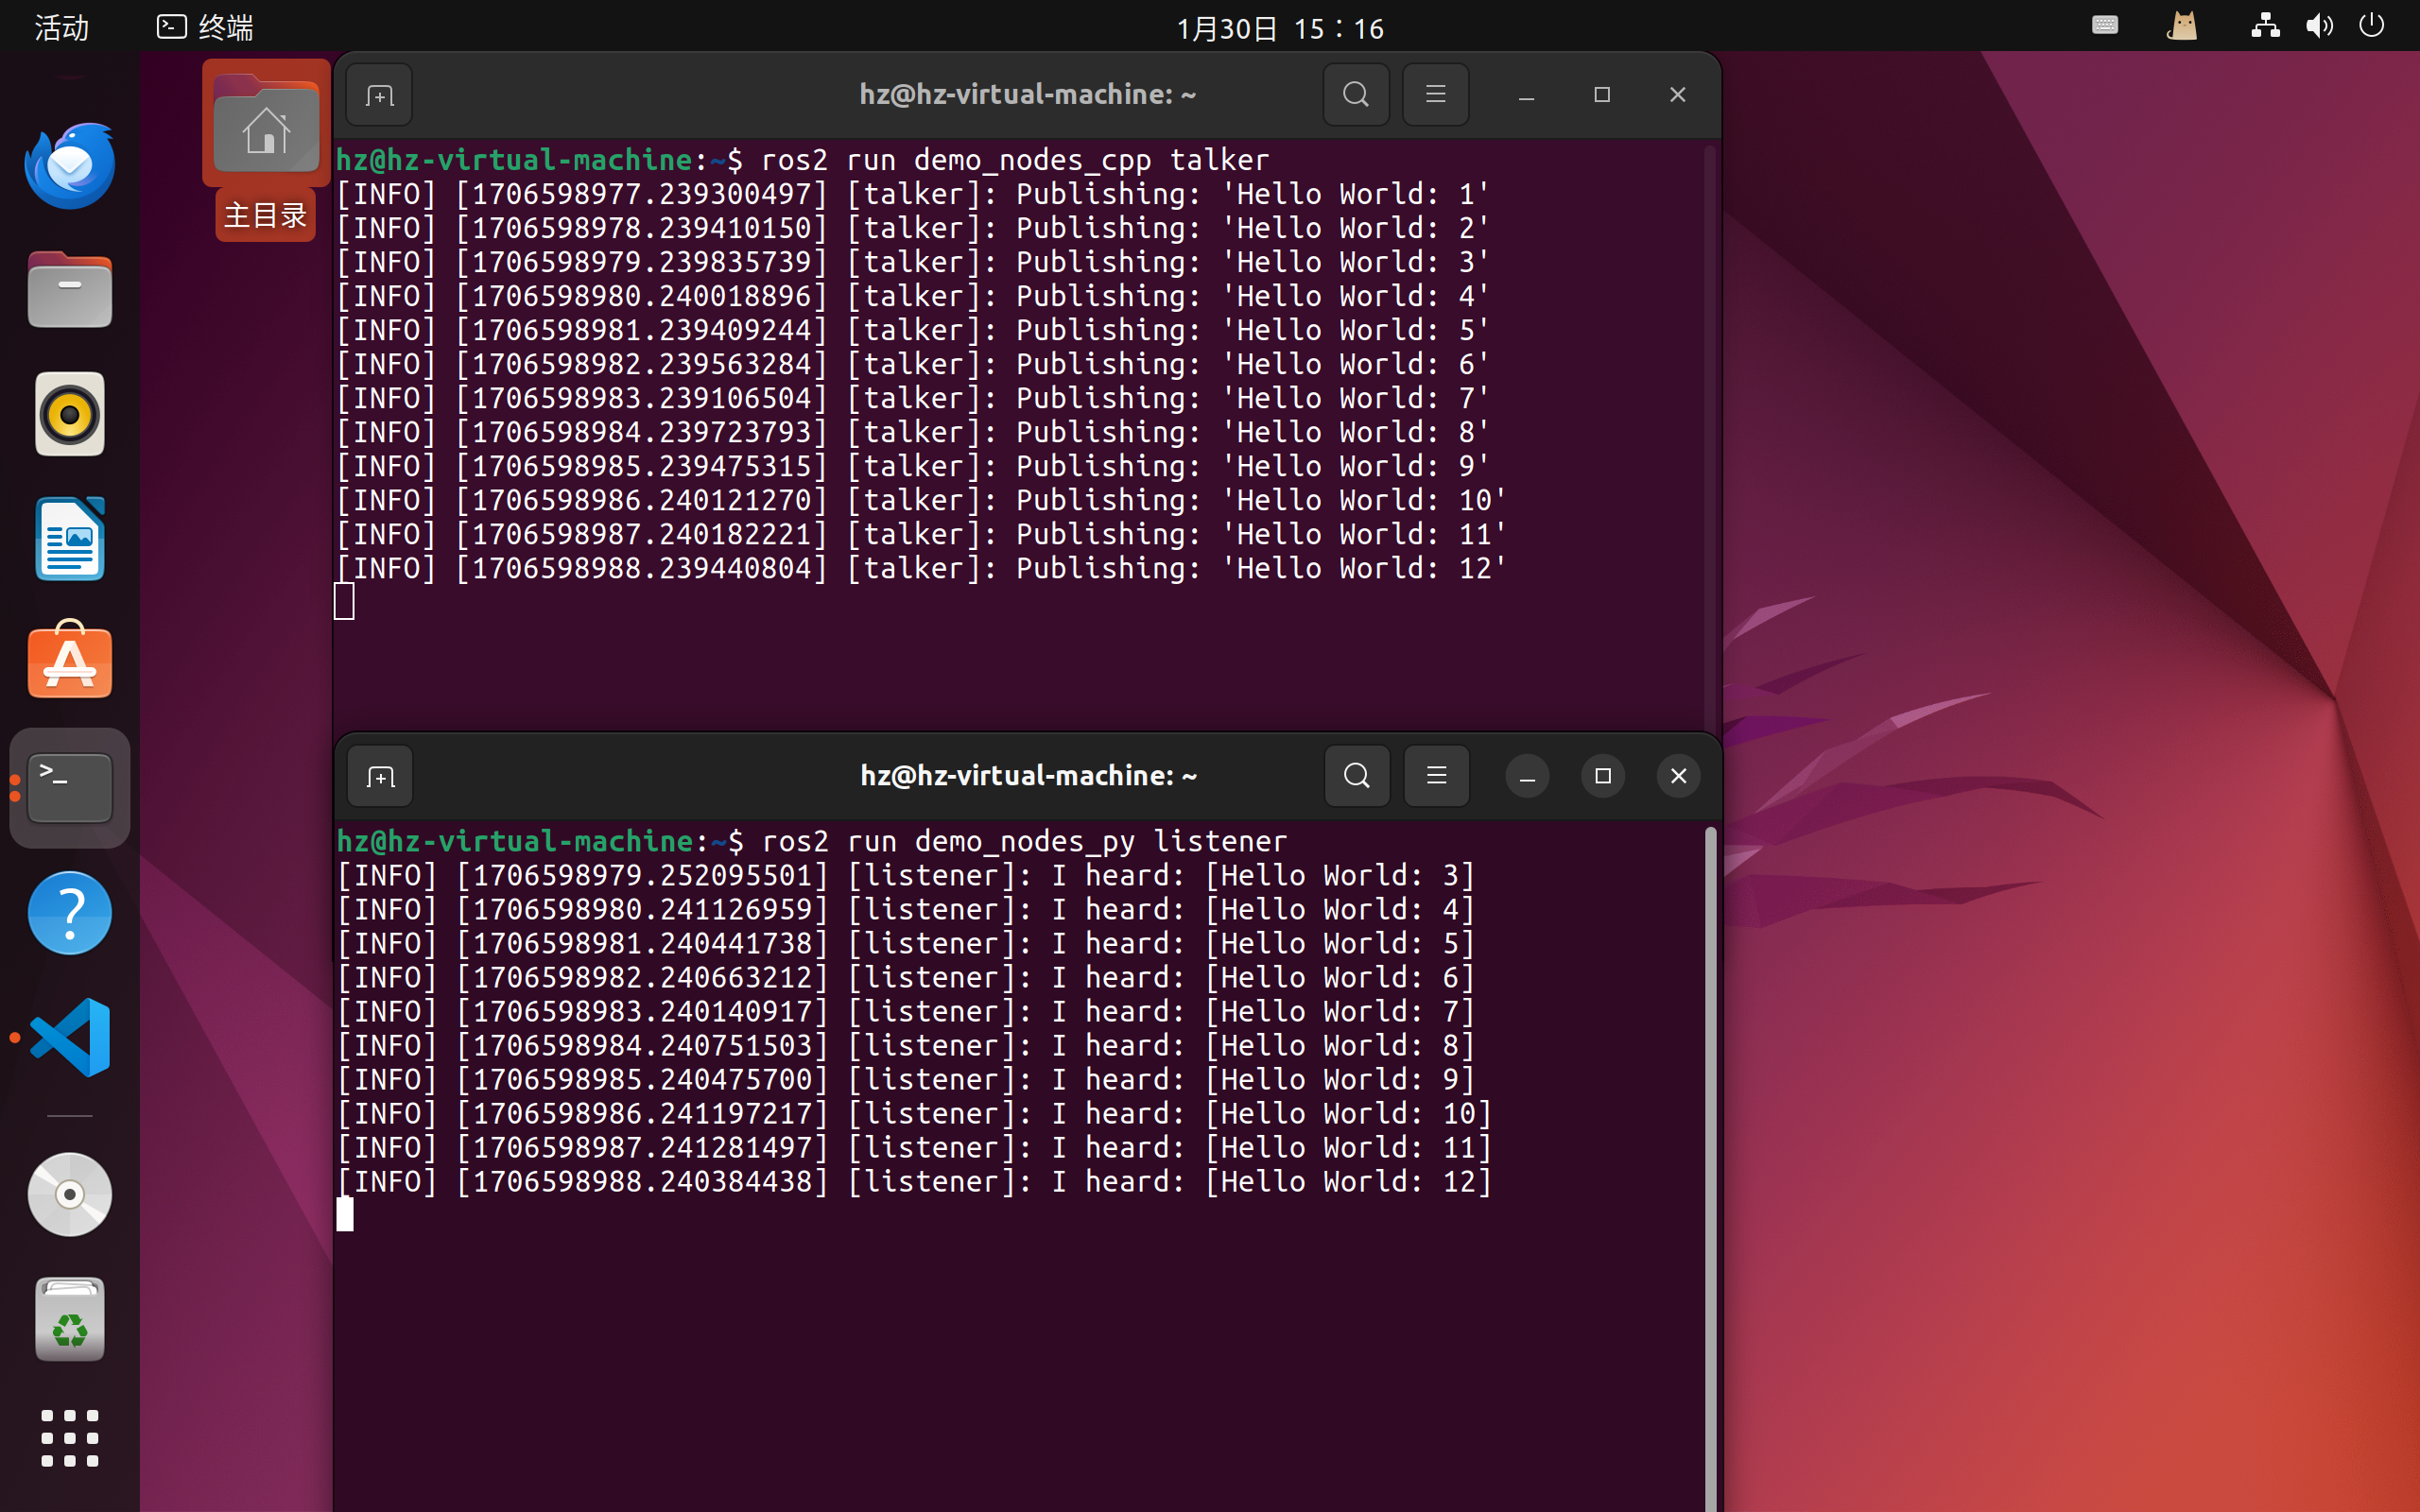 活动
终端
1月30日 15：16
主目录
hz@hz-virtual-machine: ~
hz@hz-virtual-machine:~$ ros2 run demo_nodes_cpp talker
[INFO] [1706598977.239300497] [talker]: Publishing: 'Hello World: 1'
[INFO] [1706598978.239410150] [talker]: Publishing: 'Hello World: 2'
[INFO] [1706598979.239835739] [talker]: Publishing: 'Hello World: 3'
[INFO] [1706598980.240018896] [talker]: Publishing: 'Hello World: 4'
[INFO] [1706598981.239409244] [talker]: Publishing: 'Hello World: 5'
[INFO] [1706598982.239563284] [talker]: Publishing: 'Hello World: 6'
[INFO] [1706598983.239106504] [talker]: Publishing: 'Hello World: 7'
[INFO] [1706598984.239723793] [talker]: Publishing: 'Hello World: 8'
[INFO] [1706598985.239475315] [talker]: Publishing: 'Hello World: 9'
[INFO] [1706598986.240121270] [talker]: Publishing: 'Hello World: 10'
[INFO] [1706598987.240182221] [talker]: Publishing: 'Hello World: 11'
[INFO] [1706598988.239440804] [talker]: Publishing: 'Hello World: 12'
hz@hz-virtual-machine: ~
hz@hz-virtual-machine:~$ ros2 run demo_nodes_py listener
[INFO] [1706598979.252095501] [listener]: I heard: [Hello World: 3]
[INFO] [1706598980.241126959] [listener]: I heard: [Hello World: 4]
[INFO] [1706598981.240441738] [listener]: I heard: [Hello World: 5]
[INFO] [1706598982.240663212] [listener]: I heard: [Hello World: 6]
[INFO] [1706598983.240140917] [listener]: I heard: [Hello World: 7]
[INFO] [1706598984.240751503] [listener]: I heard: [Hello World: 8]
[INFO] [1706598985.240475700] [listener]: I heard: [Hello World: 9]
[INFO] [1706598986.241197217] [listener]: I heard: [Hello World: 10]
[INFO] [1706598987.241281497] [listener]: I heard: [Hello World: 11]
[INFO] [1706598988.240384438] [listener]: I heard: [Hello World: 12]